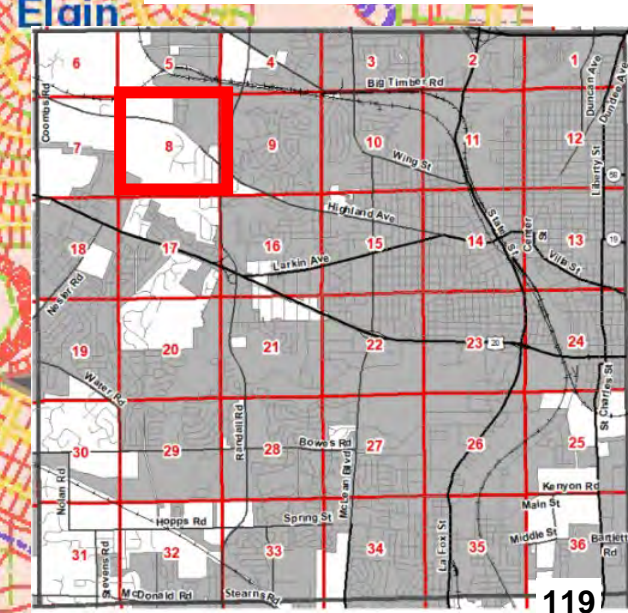 Elgin
6 5 4 3 2 1
Big Timber Rd
Duncan Ave
Dundee Ave
Coombs Rd
7 8 9 10 11 12
Wing St
Liberty St
58
Highland Ave
18 17 16 15 14 13
State St
Center St
Villa St
19
Nesler Rd
Larkin Ave
19 20 21 22 23 20 24
Water Rd
Randall Rd
St Charles St
30 29 28 Bowes Rd 27 26 25
McLean Blvd
Nolan Rd
Kenyon Rd
Main St
Hopps Rd
Spring St
Middle St
31 32 33 34 35 36 Bartlett Rd
Stevens Rd
La Fox St
McDonald Rd
Stearns Rd
119